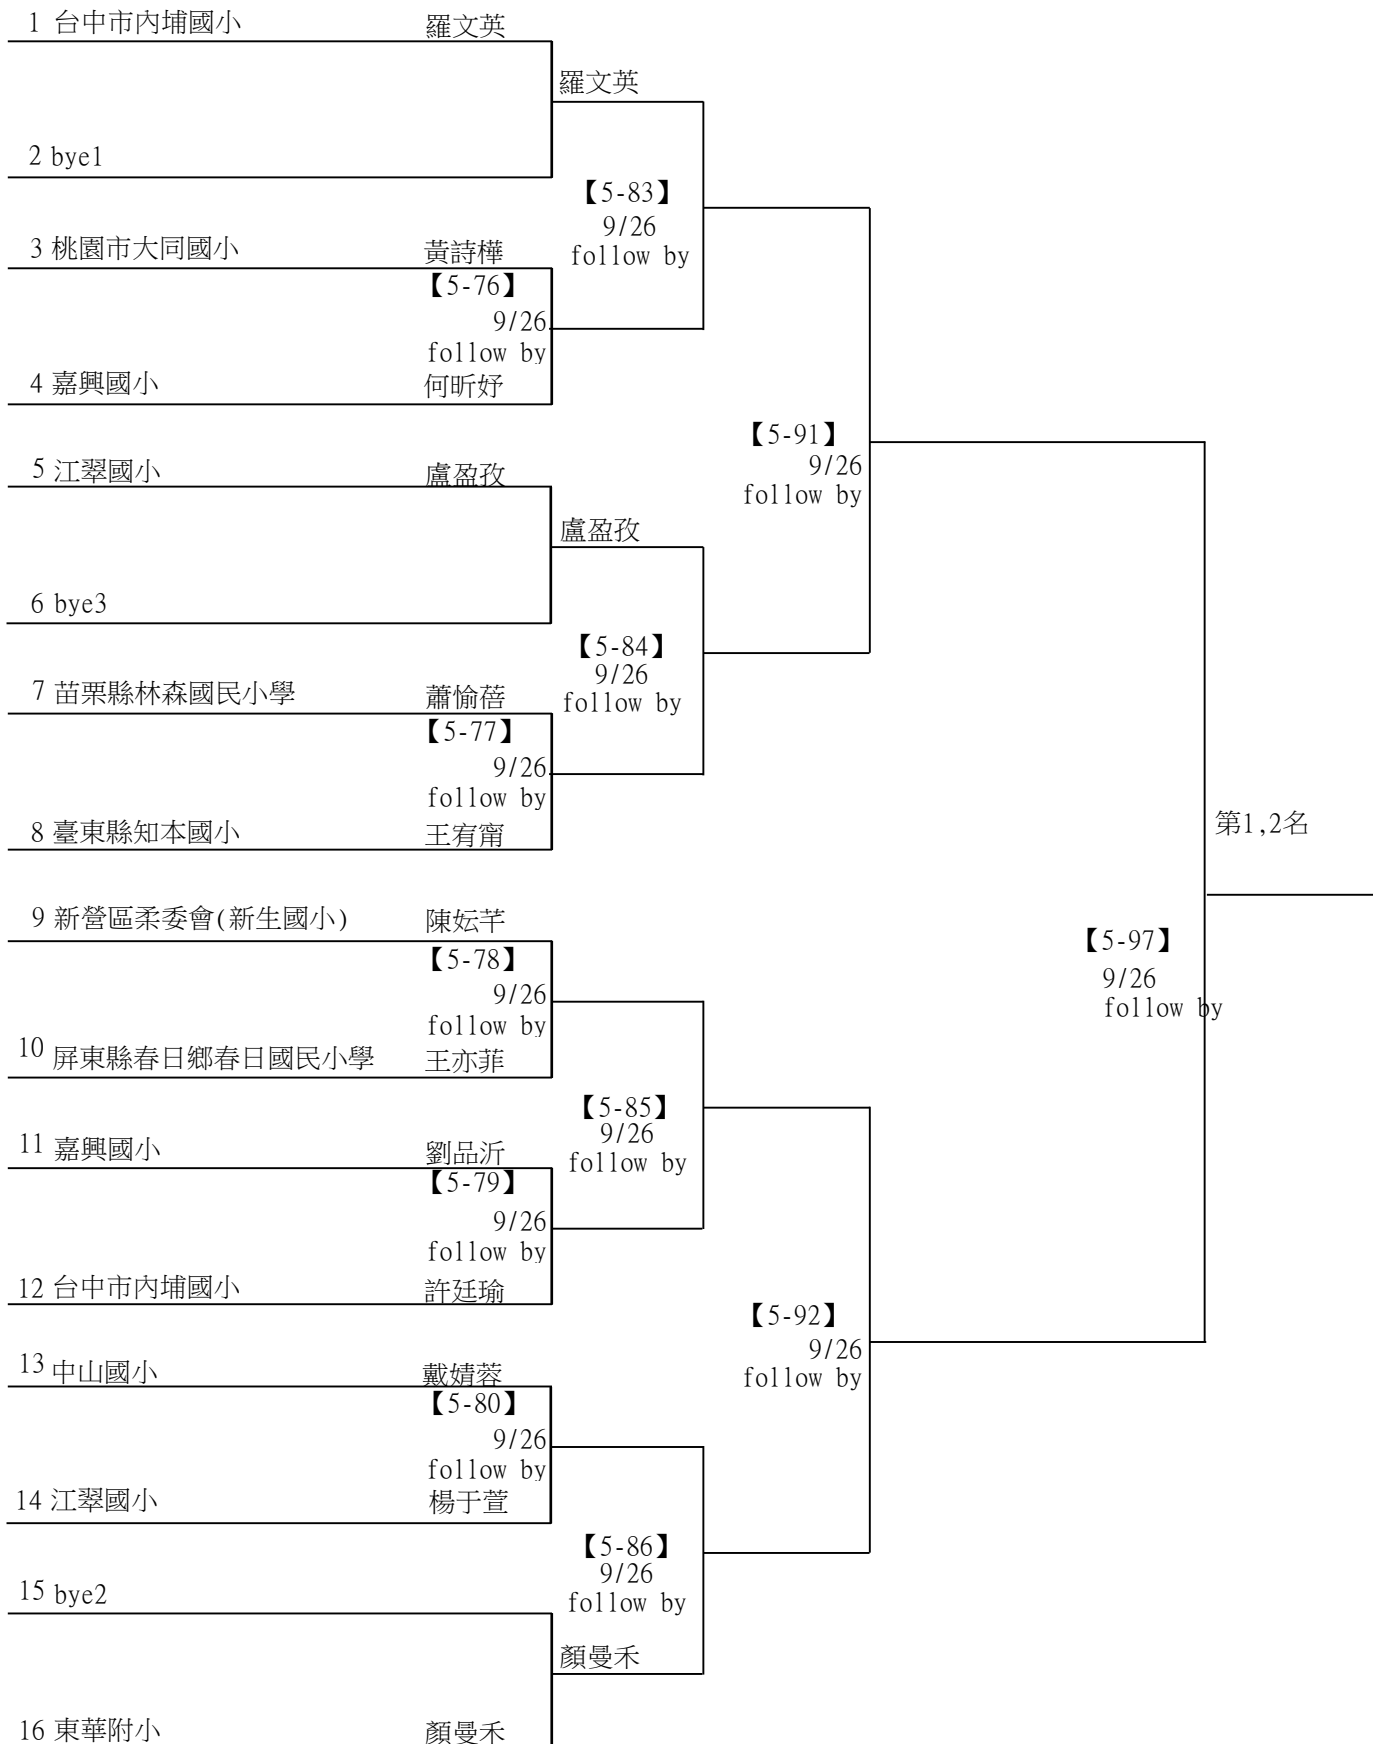 1 台中市內埔國小 羅文英
羅文英
2 bye1
【5-83】
9/26
follow by
3 桃園市大同國小 黃詩樺
【5-76】
9/26
follow by
4 嘉興國小 何昕妤
【5-91】
9/26
follow by
5 江翠國小 盧盈孜
盧盈孜
6 bye3
【5-84】
9/26
follow by
7 苗栗縣林森國民小學 蕭愉蓓
【5-77】
9/26
follow by
8 臺東縣知本國小 王宥甯
第1,2名
9 新營區柔委會(新生國小) 陳妘芊
【5-97】
9/26
follow by
【5-78】
9/26
follow by
10 屏東縣春日鄉春日國民小學 王亦菲
【5-85】
9/26
follow by
11 嘉興國小 劉品沂
【5-79】
9/26
follow by
12 台中市內埔國小 許廷瑜
【5-92】
9/26
follow by
13 中山國小 戴婧蓉
【5-80】
9/26
follow by
14 江翠國小 楊于萱
【5-86】
9/26
follow by
15 bye2
顏曼禾
16 東華附小 顏曼禾